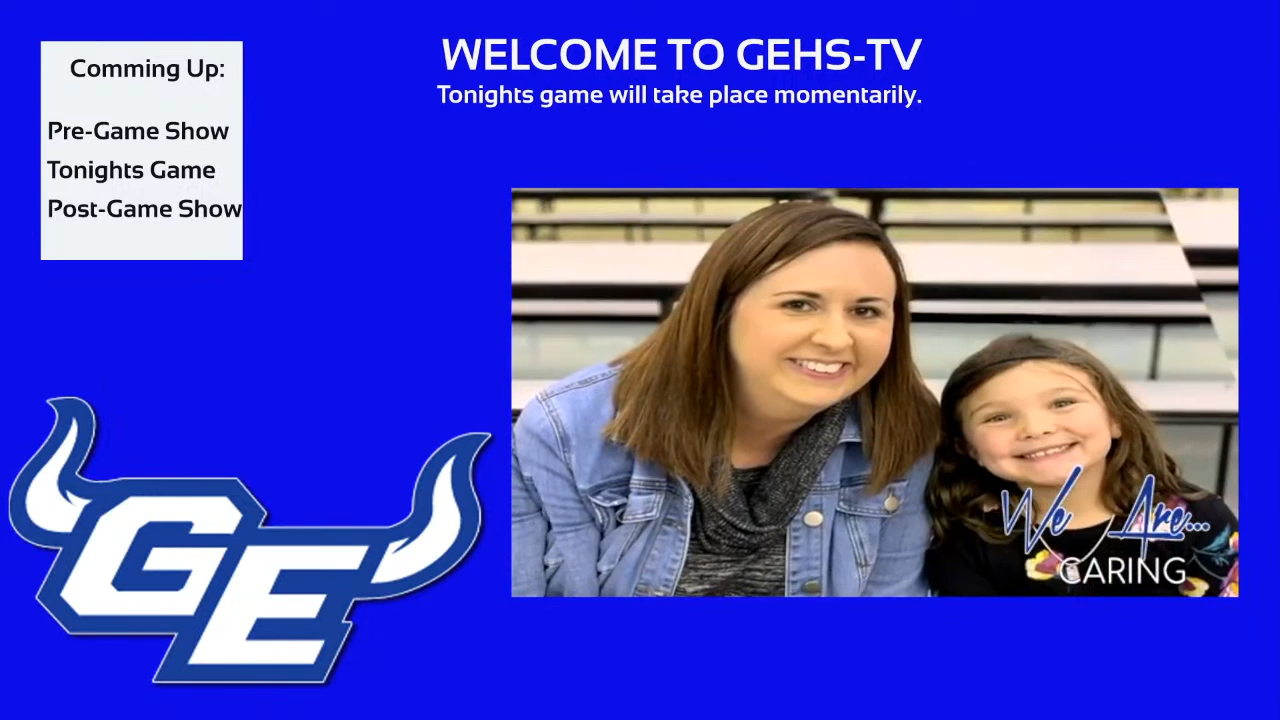 WELCOME TO GEHS-TV
Tonights game will take place momentarily.
Comming Up:
Pre-Game Show
Tonights Game
Post-Game Show
GE
We Are...
CARING